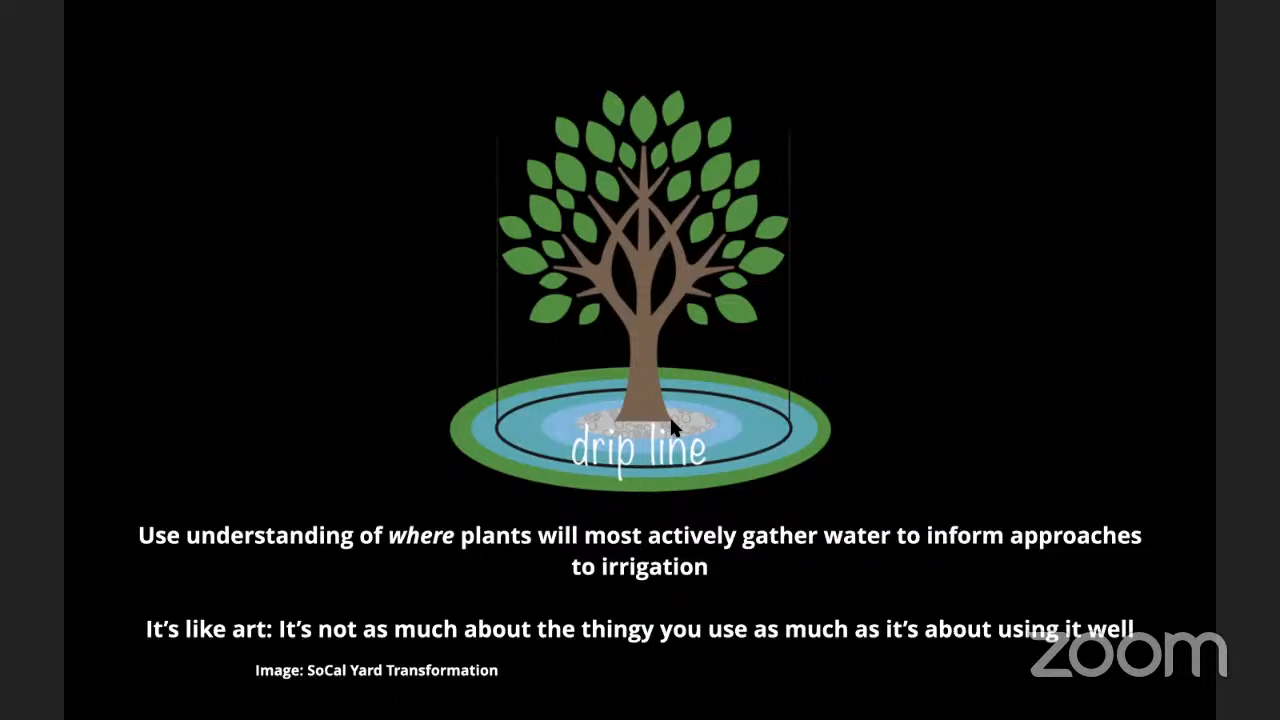 drip line
Use understanding of where plants will most actively gather water to inform approaches
to irrigation
It's like art: It's not as much about the thingy you use as much as it's about using it well
Image: SoCal Yard Transformation
zoom